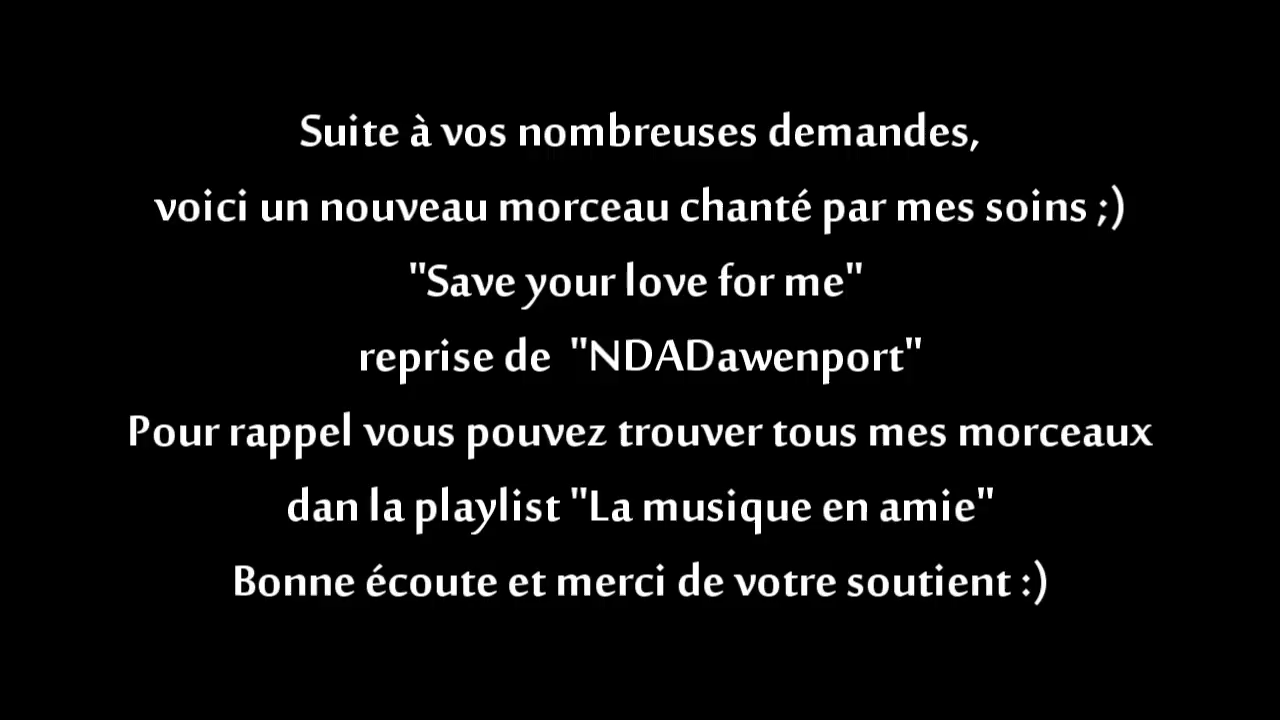 Suite à vos nombreuses demandes,
voici un nouveau morceau chanté par mes soins ;)
"Save your love for me"
reprise de "NDADawenport"
Pour rappel vous pouvez trouver tous mes morceaux
dan la playlist "La musique en amie"
Bonne écoute et merci de votre soutient :)